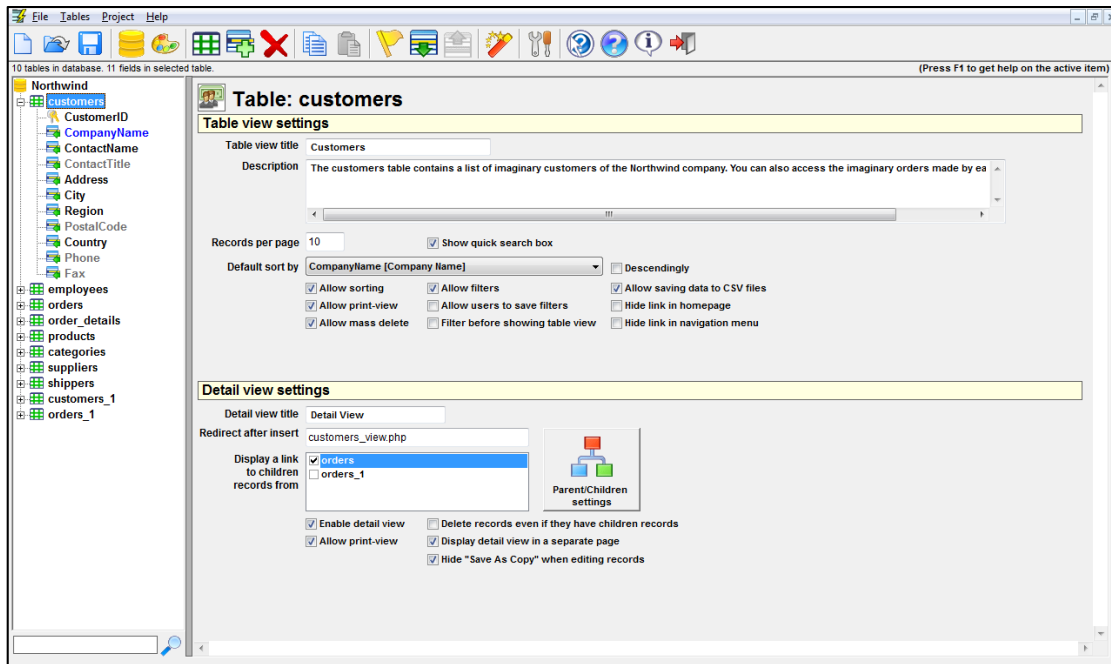 File Tables Project Help
10 tables in database. 11 fields in selected table.
(Press F1 to get help on the active item)
Northwind
customers
CustomerID
CompanyName
ContactName
ContactTitle
Address
City
Region
PostalCode
Country
Phone
Fax
employees
orders
order_details
products
categories
suppliers
shippers
customers_1
orders_1
Table: customers
Table view settings
Table view title Customers
Description The customers table contains a list of imaginary customers of the Northwind company. You can also access the imaginary orders made by ea
Records per page 10 Show quick search box
Default sort by CompanyName [Company Name] Descendingly
Allow sorting Allow filters Allow saving data to CSV files
Allow print-view Allow users to save filters Hide link in homepage
Allow mass delete Filter before showing table view Hide link in navigation menu
Detail view settings
Detail view title Detail View
Redirect after insert customers_view.php
Display a link
to children
records from
orders
orders_1
Parent/Children
settings
Enable detail view Delete records even if they have children records
Allow print-view Display detail view in a separate page
Hide "Save As Copy" when editing records